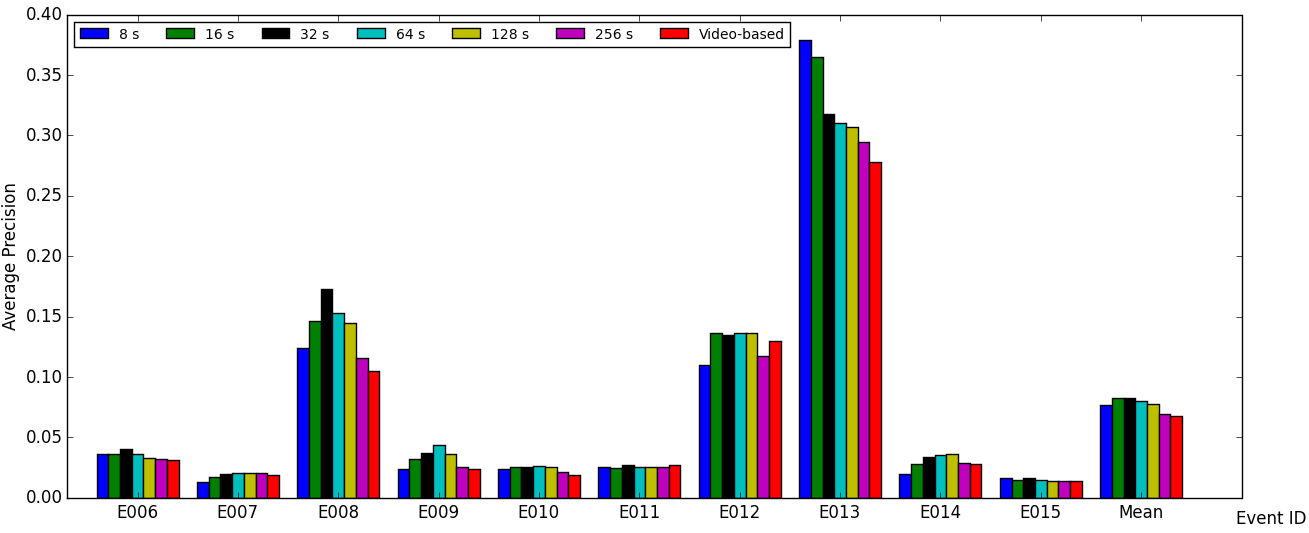 0.40
0.35
0.30
0.25
0.20
0.15
0.10
0.05
0.00
Average Precision
8 s 16 s 32 s 64 s 128 s 256 s Video-based
E006 E007 E008 E009 E010 E011 E012 E013 E014 E015 Mean
Event ID